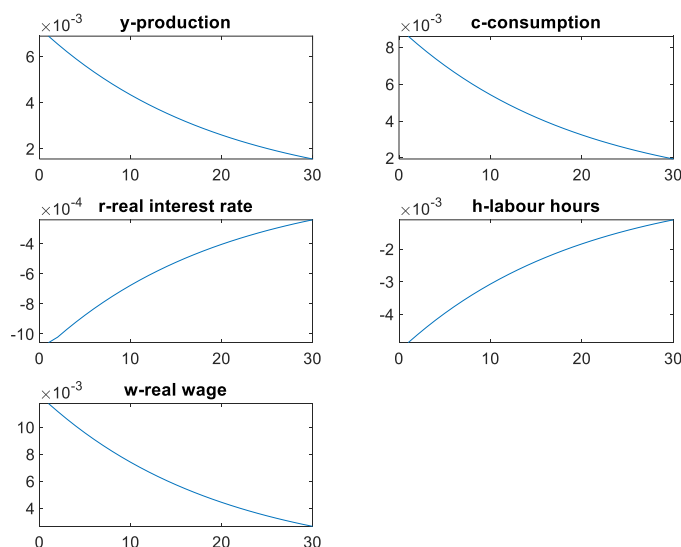 ×10⁻³ y-production
6
4
2
0 10 20 30
×10⁻³ c-consumption
8
6
4
2
0 10 20 30
×10⁻⁴ r-real interest rate
-4
-6
-8
-10
0 10 20 30
×10⁻³ h-labour hours
-2
-3
-4
0 10 20 30
×10⁻³ w-real wage
10
8
6
4
0 10 20 30